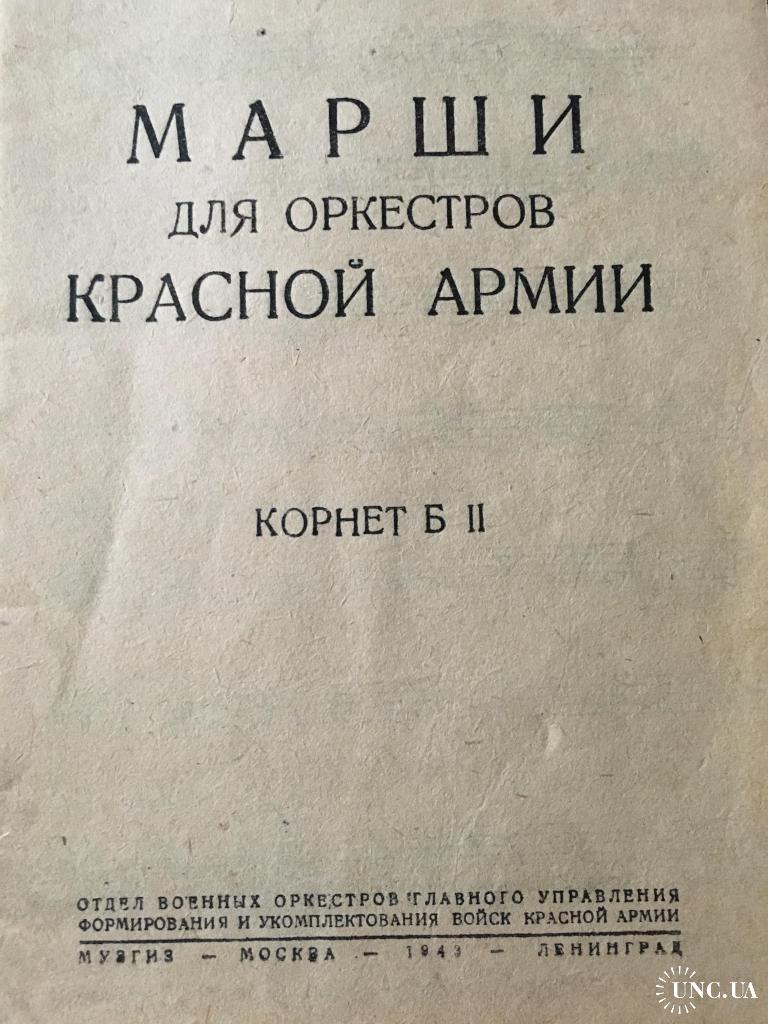 МАРШИ
ДЛЯ ОРКЕСТРОВ
КРАСНОЙ АРМИИ
КОРНЕТ Б II
ОТДЕЛ ВОЕННЫХ ОРКЕСТРОВ ГЛАВНОГО УПРАВЛЕНИЯ
ФОРМИРОВАНИЯ И УКОМПЛЕКТОВАНИЯ ВОЙСК КРАСНОЙ АРМИИ
МУЗГИЗ — МОСКВА — 1943 — ЛЕНИНГРАД
UNC.UA